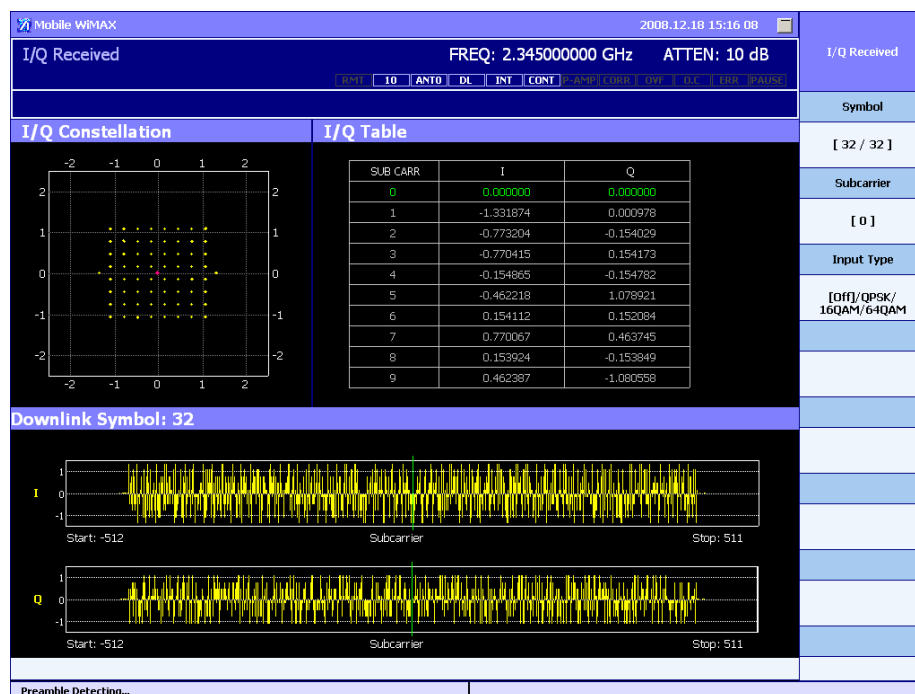 Mobile WiMAX 2008.12.18 15:16 08
I/Q Received FREQ: 2.345000000 GHz ATTEN: 10 dB
RMT 10 ANT0 DL INT CONT P-AMP CORR OVF O.C ERR PAUSE
I/Q Received
Symbol
[ 32 / 32 ]
Subcarrier
[ 0 ]
Input Type
[Off]/QPSK/
16QAM/64QAM
I/Q Constellation
-2 -1 0 1 2
2 2
1 1
0 0
-1 -1
-2 -2
-2 -1 0 1 2
I/Q Table
SUB CARR I Q
0 0.000000 0.000000
1 -1.331874 0.000978
2 -0.773204 -0.154029
3 -0.770415 0.154173
4 -0.154865 -0.154782
5 -0.462218 1.078921
6 0.154112 0.152084
7 0.770067 0.463745
8 0.153924 -0.153849
9 0.462387 -1.080558
Downlink Symbol: 32
1
I 0
-1
Start: -512 Subcarrier Stop: 511
1
Q 0
-1
Start: -512 Subcarrier Stop: 511
Preamble Detecting...